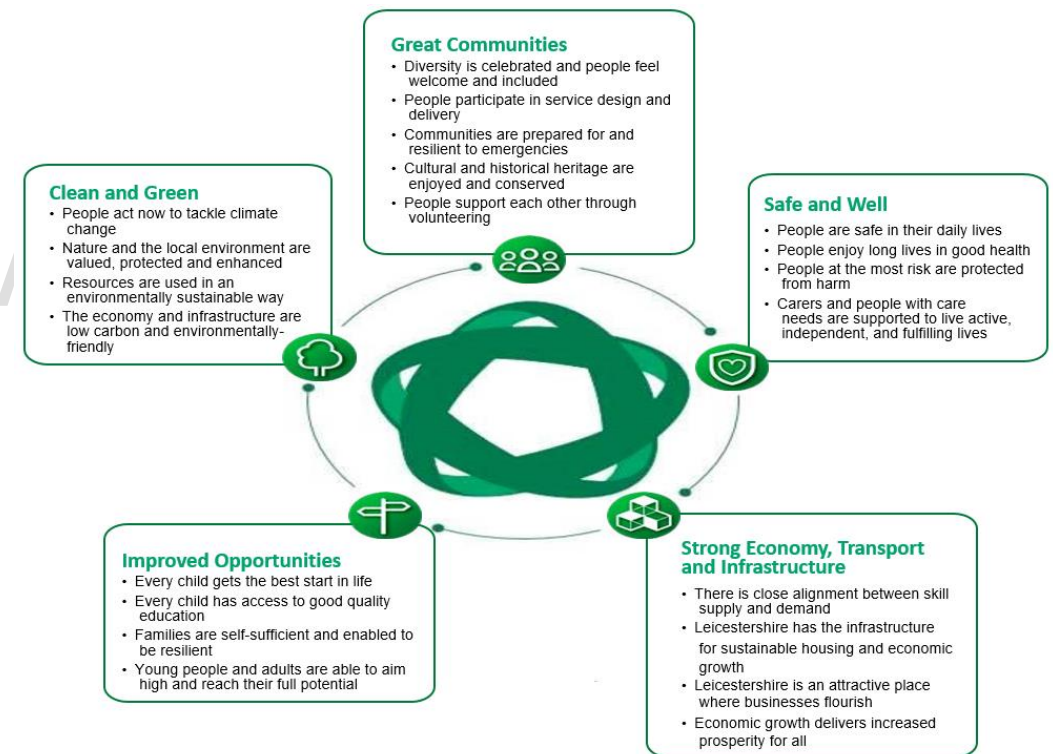 Great Communities
• Diversity is celebrated and people feel
welcome and included
• People participate in service design and
delivery
• Communities are prepared for and
resilient to emergencies
• Cultural and historical heritage are
enjoyed and conserved
• People support each other through
volunteering
Clean and Green
• People act now to tackle climate
change
• Nature and the local environment are
valued, protected and enhanced
• Resources are used in an
environmentally sustainable way
• The economy and infrastructure are
low carbon and environmentally-
friendly
Safe and Well
• People are safe in their daily lives
• People enjoy long lives in good health
• People at the most risk are protected
from harm
• Carers and people with care
needs are supported to live active,
independent, and fulfilling lives
Improved Opportunities
• Every child gets the best start in life
• Every child has access to good quality
education
• Families are self-sufficient and enabled to
be resilient
• Young people and adults are able to aim
high and reach their full potential
Strong Economy, Transport
and Infrastructure
• There is close alignment between skill
supply and demand
• Leicestershire has the infrastructure
for sustainable housing and economic
growth
• Leicestershire is an attractive place
where businesses flourish
• Economic growth delivers increased
prosperity for all